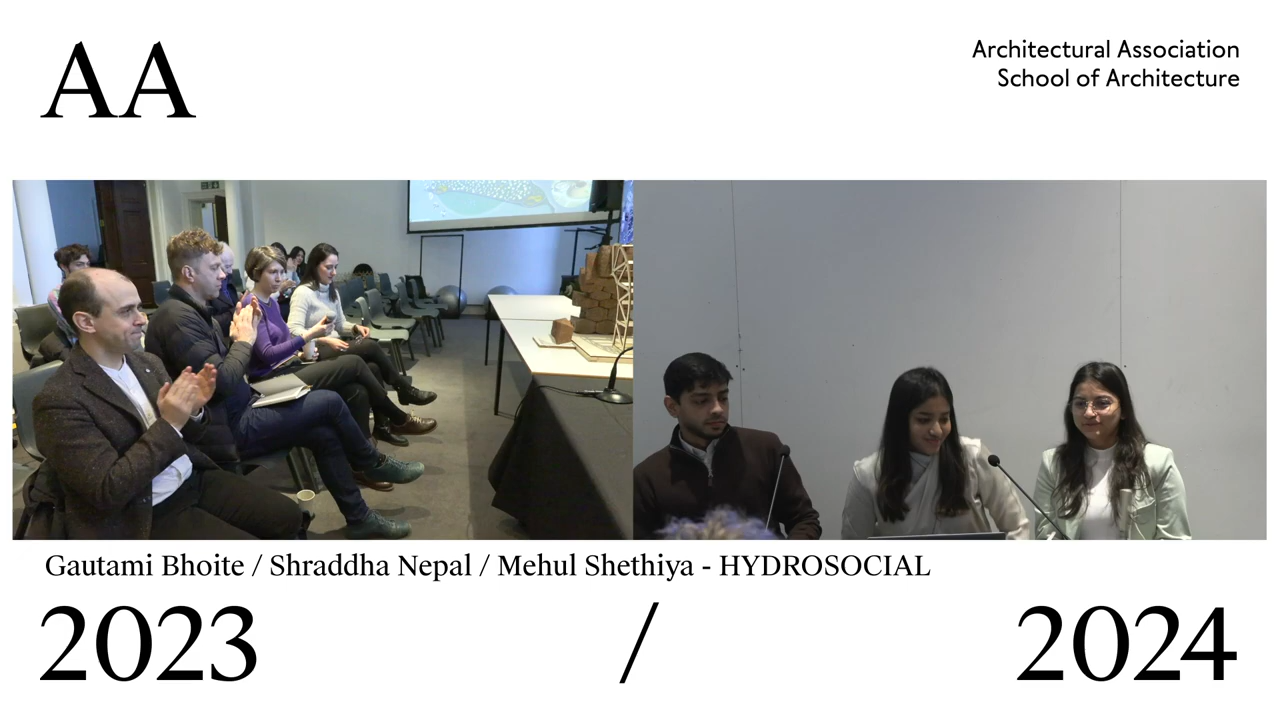 AA
Architectural Association
School of Architecture
Gautami Bhoite / Shraddha Nepal / Mehul Shethiya - HYDROSOCIAL
2023 / 2024